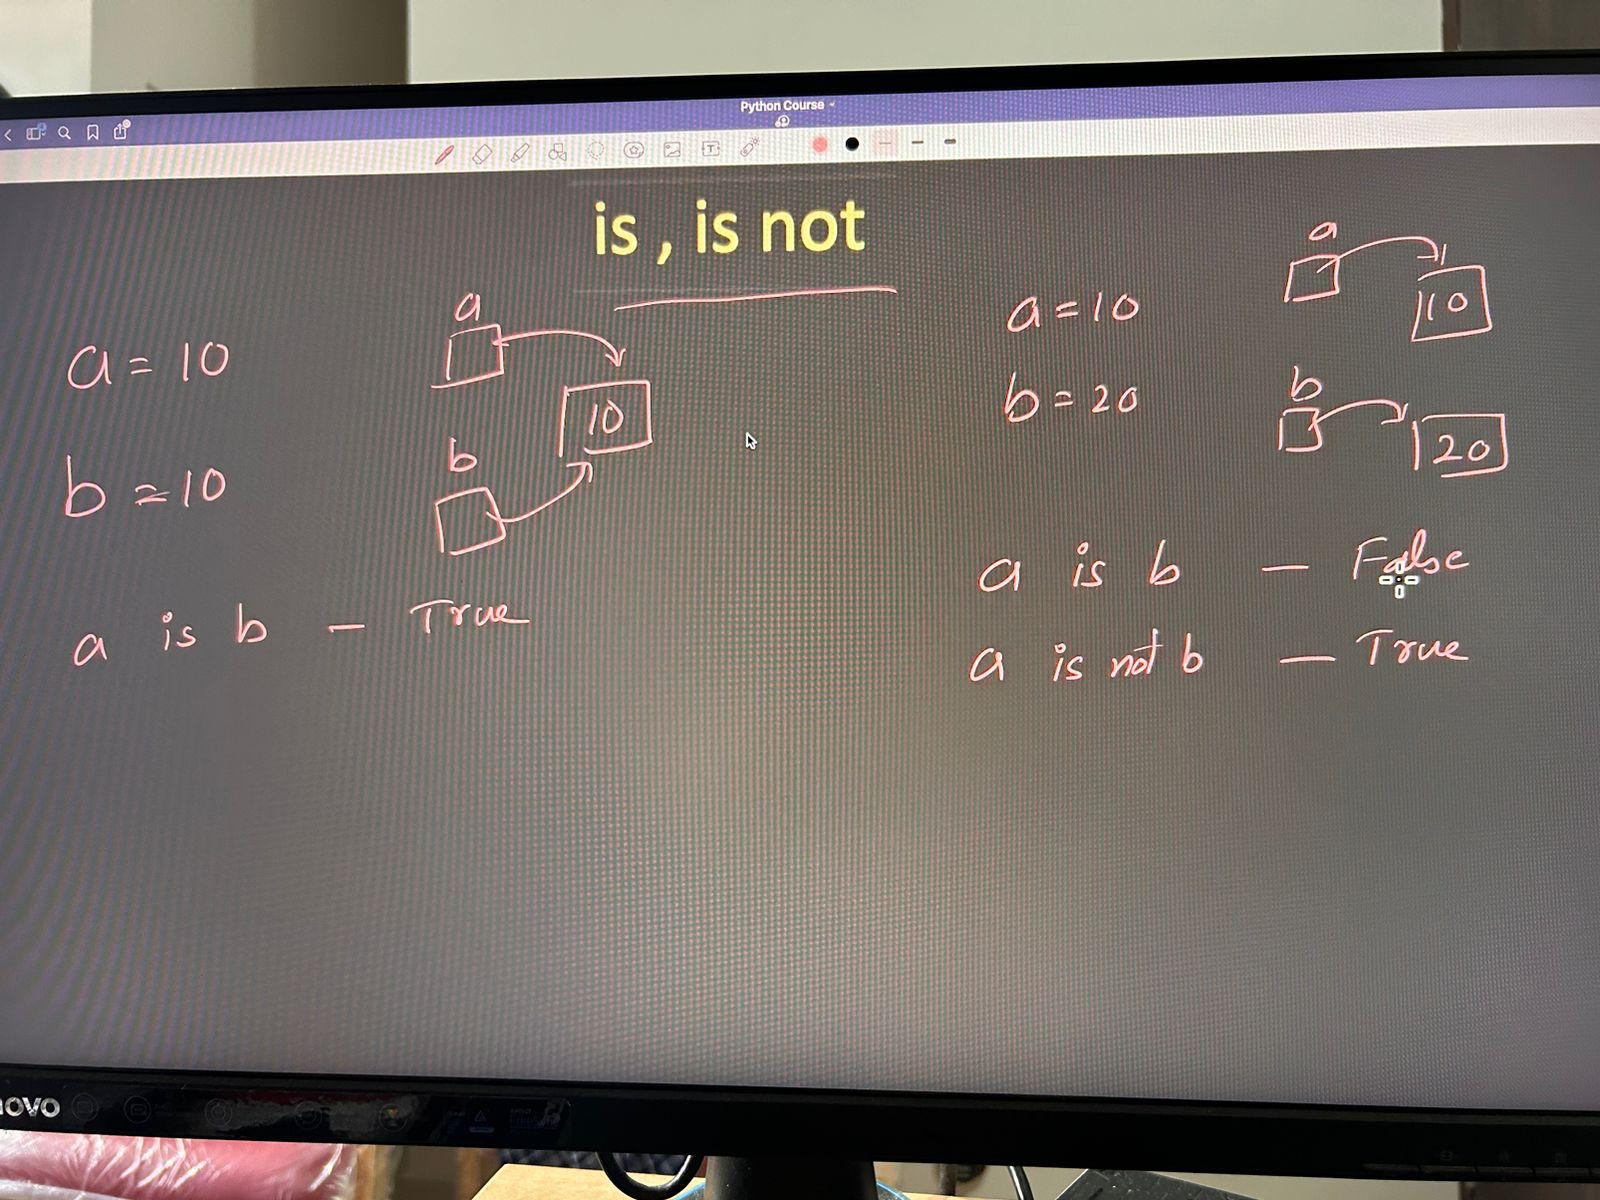 Python Course
is , is not
a = 10
b = 10
a
b
10
a is b — True
a = 10
b = 20
a
10
b
20
a is b — False
a is not b — True
novo